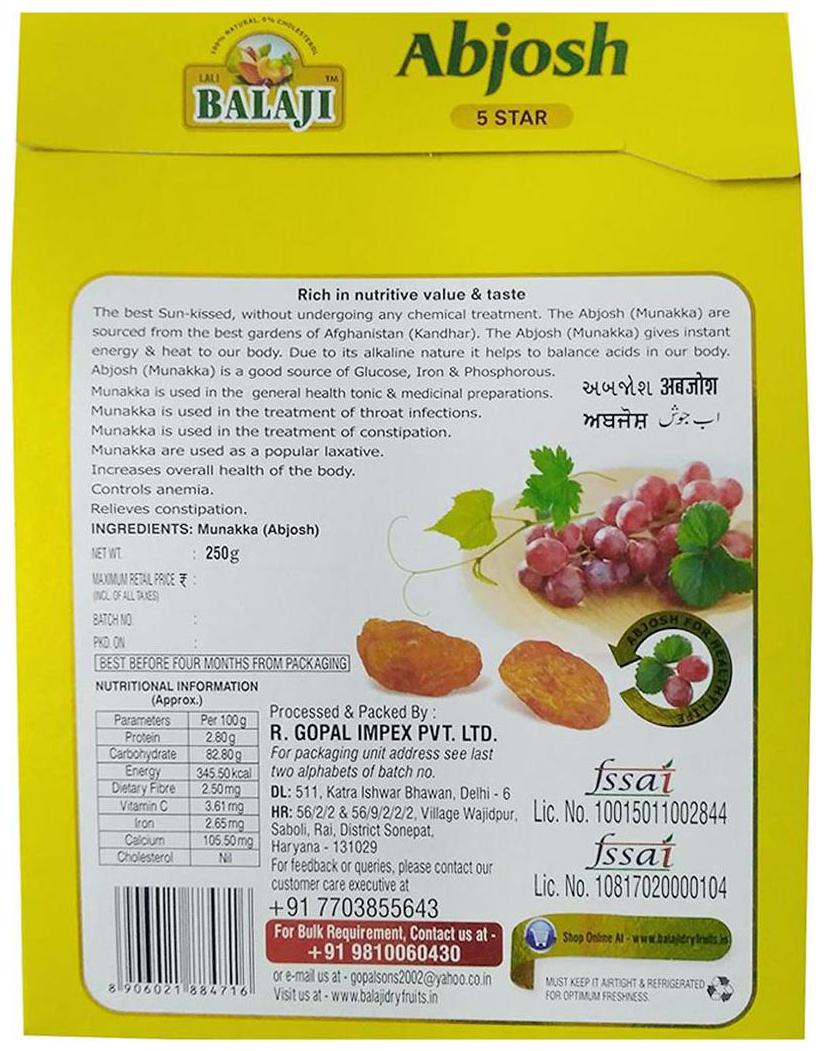 100% NATURAL, 0% CHOLESTEROL
LALI
TM
BALAJI
Abjosh
5 STAR
Rich in nutritive value & taste
The best Sun-kissed, without undergoing any chemical treatment. The Abjosh (Munakka) are
sourced from the best gardens of Afghanistan (Kandhar). The Abjosh (Munakka) gives instant
energy & heat to our body. Due to its alkaline nature it helps to balance acids in our body.
Abjosh (Munakka) is a good source of Glucose, Iron & Phosphorous.
Munakka is used in the general health tonic & medicinal preparations.
Munakka is used in the treatment of throat infections.
Munakka is used in the treatment of constipation.
Munakka are used as a popular laxative.
Increases overall health of the body.
Controls anemia.
Relieves constipation.
અબજોશ अबजोश
ਅਬਜੋਸ਼ اب جوش
INGREDIENTS: Munakka (Abjosh)
NET WT. : 250g
MAXIMUM RETAIL PRICE ₹ :
(INCL. OF ALL TAXES)
BATCH NO. :
PKD. ON :
BEST BEFORE FOUR MONTHS FROM PACKAGING
ABJOSH FOR HEALTHY LIFE
NUTRITIONAL INFORMATION
(Approx.)
Parameters Per 100g
Protein 2.80g
Carbohydrate 82.80g
Energy 345.50kcal
Dietary Fibre 2.50mg
Vitamin C 3.61mg
Iron 2.65mg
Calcium 105.50mg
Cholesterol Nil
8 906021 884716
Processed & Packed By :
R. GOPAL IMPEX PVT. LTD.
For packaging unit address see last
two alphabets of batch no.
DL: 511, Katra Ishwar Bhawan, Delhi - 6
HR: 56/2/2 & 56/9/2/2/2, Village Wajidpur,
Saboli, Rai, District Sonepat,
Haryana - 131029
For feedback or queries, please contact our
customer care executive at
+91 7703855643
For Bulk Requirement, Contact us at -
+91 9810060430
or e-mail us at - gopalsons2002@yahoo.co.in
Visit us at - www.balajidryfruits.in
fssai
Lic. No. 10015011002844
fssai
Lic. No. 10817020000104
Shop Online At - www.balajidryfruits.in
MUST KEEP IT AIRTIGHT & REFRIGERATED
FOR OPTIMUM FRESHNESS.